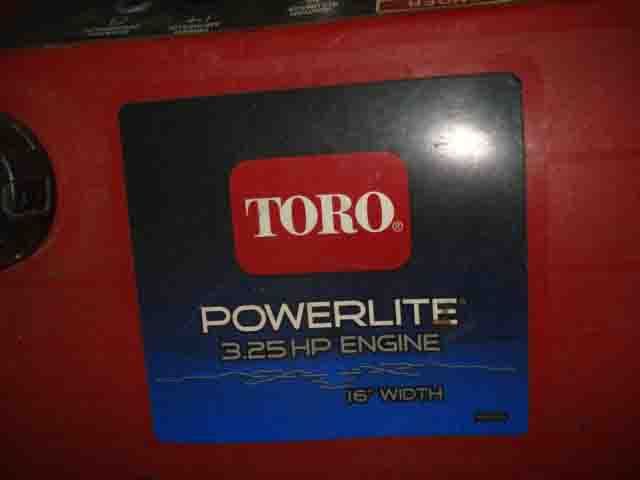 TORO®
POWERLITE®
3.25 HP ENGINE
16" WIDTH